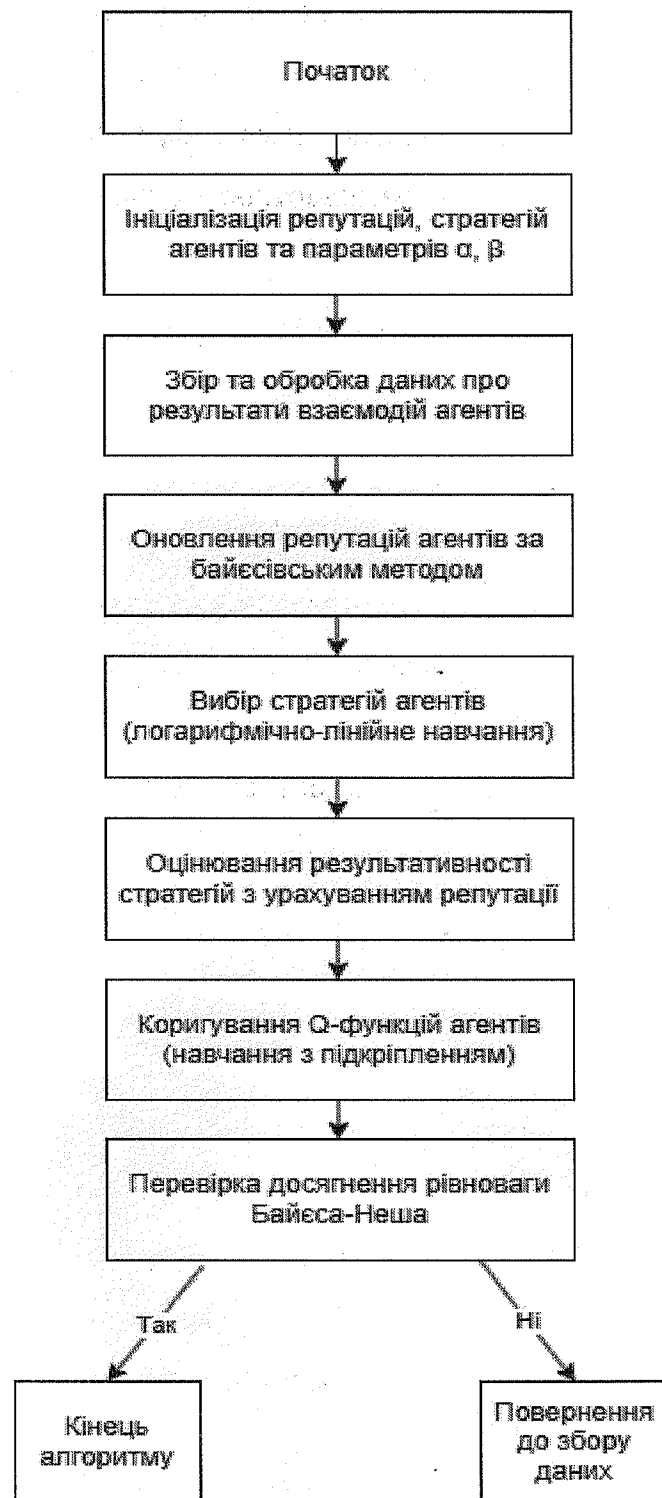 Початок
Ініціалізація репутацій, стратегій
агентів та параметрів α, β
Збір та обробка даних про
результати взаємодій агентів
Оновлення репутацій агентів за
байєсівським методом
Вибір стратегій агентів
(логарифмічно-лінійне навчання)
Оцінювання результативності
стратегій з урахуванням репутації
Коригування Q-функцій агентів
(навчання з підкріпленням)
Перевірка досягнення рівноваги
Байєса-Неша
Так
Ні
Кінець
алгоритму
Повернення
до збору
даних